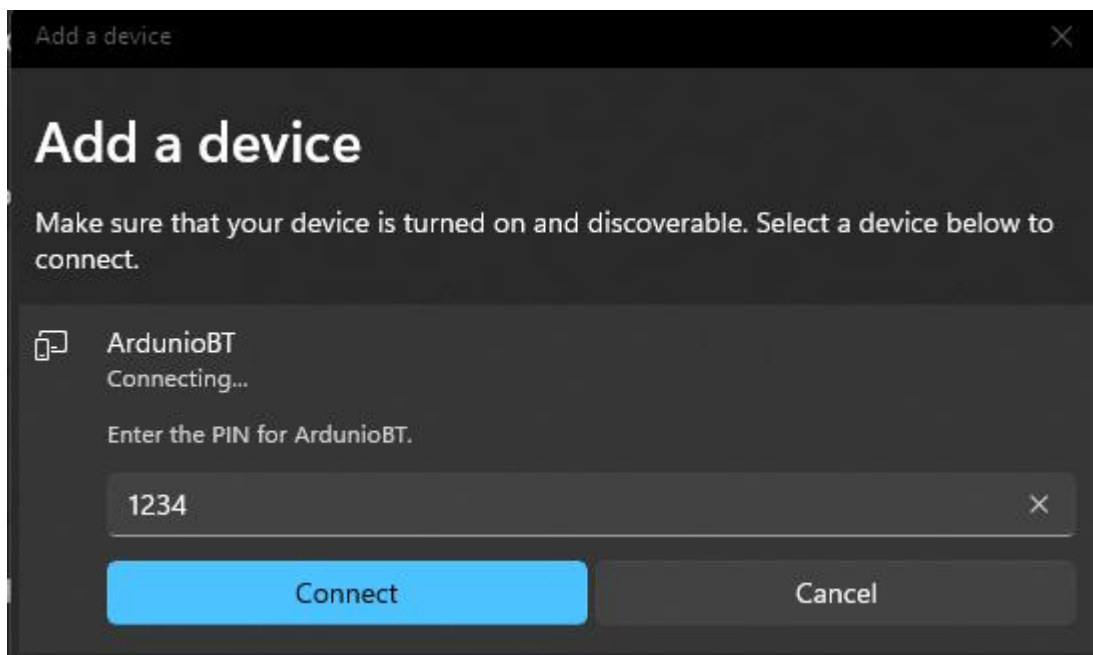 Add a device
Add a device
Make sure that your device is turned on and discoverable. Select a device below to
connect.
ArdunioBT
Connecting...
Enter the PIN for ArdunioBT.
1234
Connect
Cancel